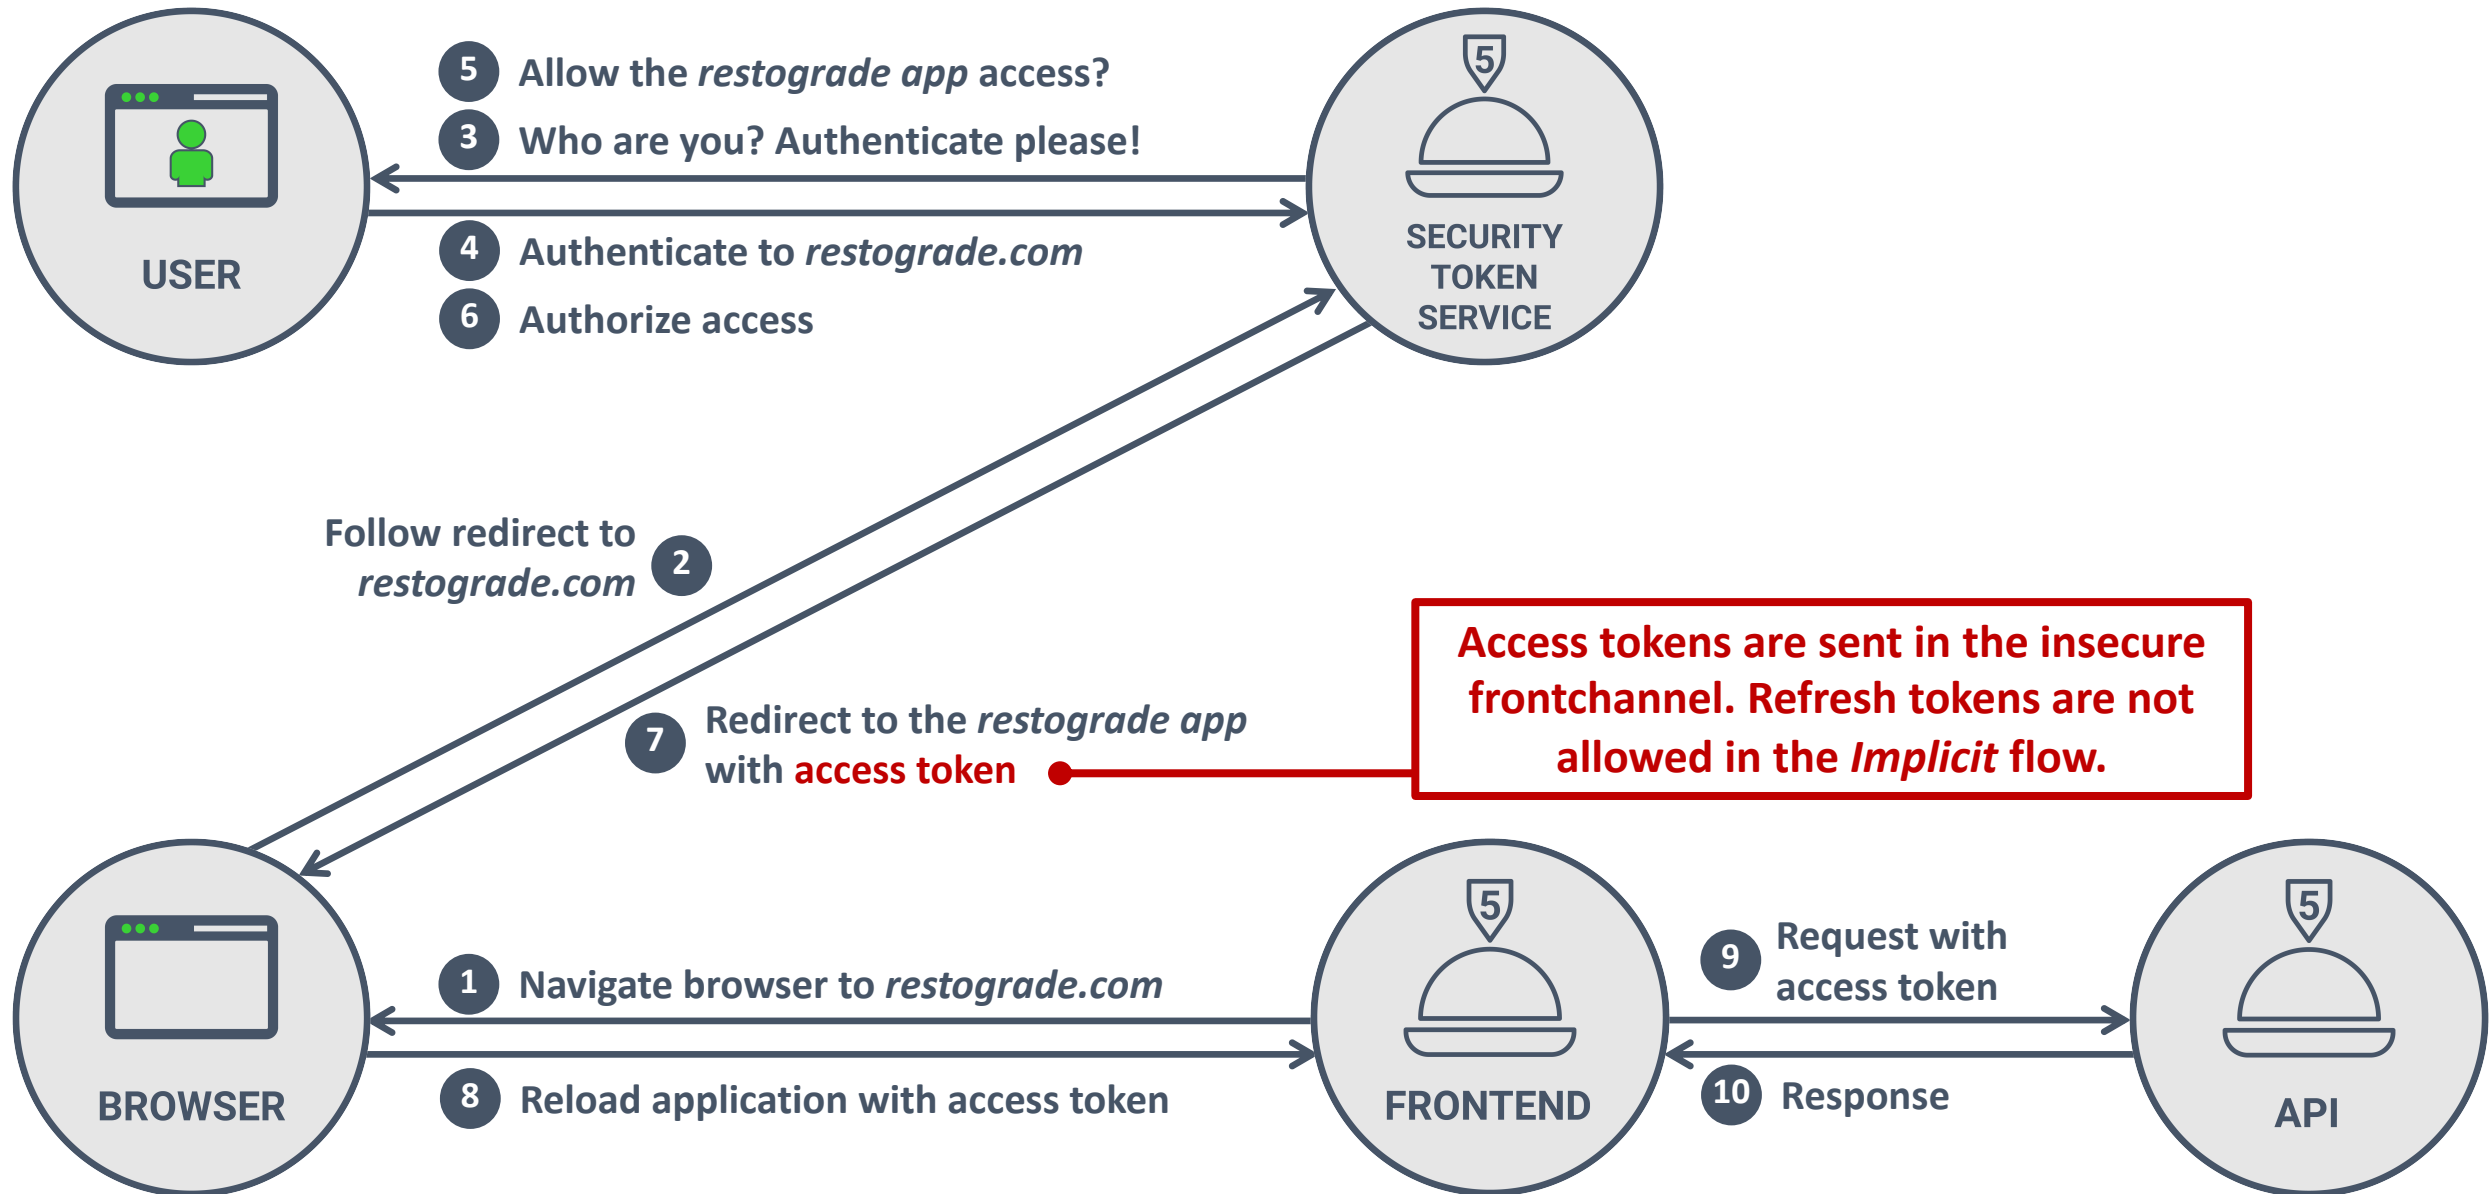 5 Allow the restograde app access?
3 Who are you? Authenticate please!
4 Authenticate to restograde.com
6 Authorize access
USER
5
SECURITY
TOKEN
SERVICE
Follow redirect to
restograde.com
2
7 Redirect to the restograde app
with access token
Access tokens are sent in the insecure
frontchannel. Refresh tokens are not
allowed in the Implicit flow.
BROWSER
1 Navigate browser to restograde.com
8 Reload application with access token
5
FRONTEND
9 Request with
access token
10 Response
5
API